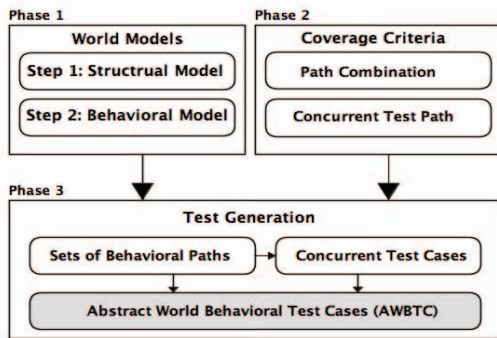 Phase 1
Phase 2
World Models
Coverage Criteria
Step 1: Structrual Model
Path Combination
Step 2: Behavioral Model
Concurrent Test Path
Phase 3
Test Generation
Sets of Behavioral Paths
Concurrent Test Cases
Abstract World Behavioral Test Cases (AWBTC)